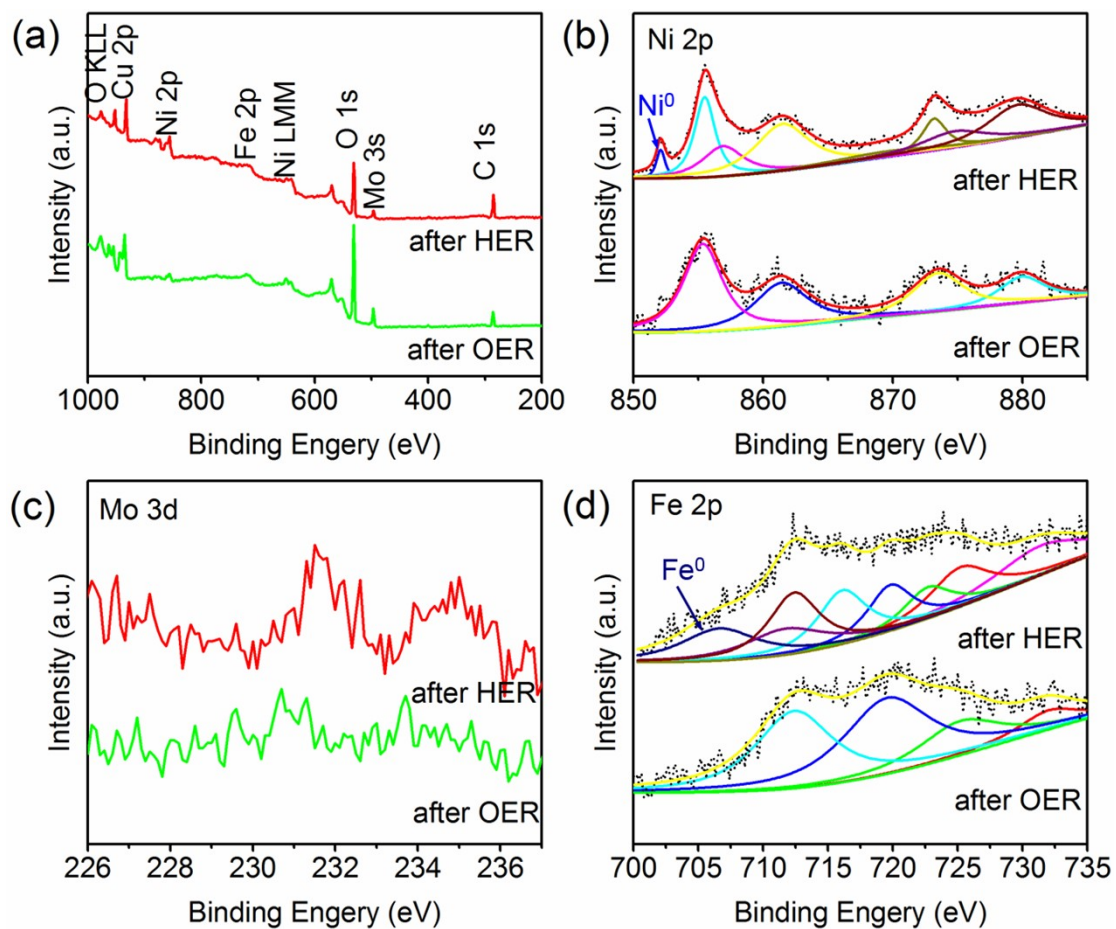 (a)
O KLL
Cu 2p
Ni 2p
Fe 2p
Ni LMM
O 1s
Mo 3s
C 1s
after HER
after OER
Intensity (a.u.)
1000 900 800 700 600 500 400 300 200
Binding Engery (eV)
(b)
Ni 2p
Ni⁰
after HER
after OER
Intensity (a.u.)
850 860 870 880
Binding Engery (eV)
(c)
Mo 3d
after HER
after OER
Intensity (a.u.)
226 228 230 232 234 236
Binding Engery (eV)
(d)
Fe 2p
Fe⁰
after HER
after OER
Intensity (a.u.)
700 705 710 715 720 725 730 735
Binding Engery (eV)